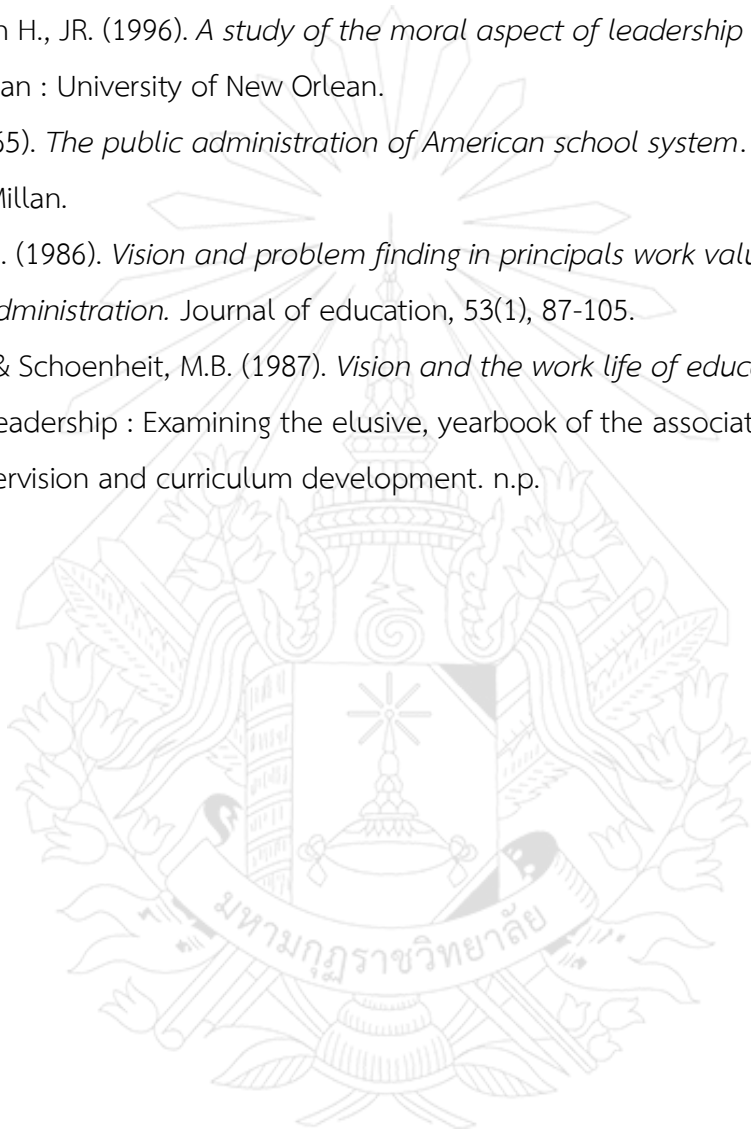 n H., JR. (1996). A study of the moral aspect of leadership
an : University of New Orlean.
65). The public administration of American school system.
Millan.
. (1986). Vision and problem finding in principals work valu
dministration. Journal of education, 53(1), 87-105.
& Schoenheit, M.B. (1987). Vision and the work life of educa
eadership : Examining the elusive, yearbook of the associat
ervision and curriculum development. n.p.
มหามกุฏราชวิทยาลัย